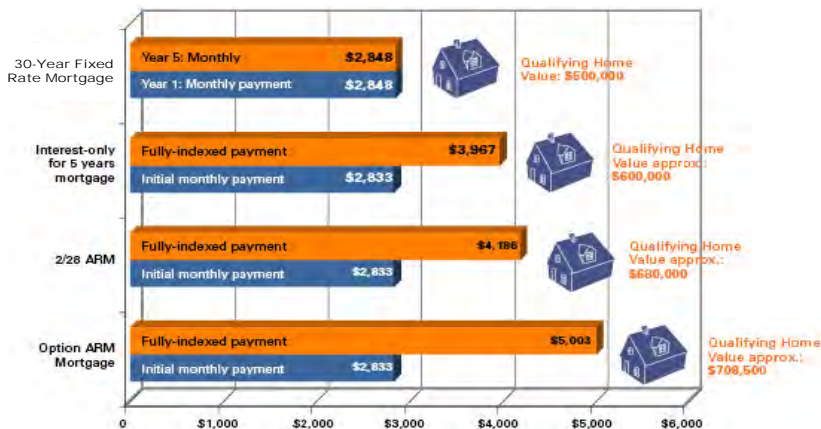 30-Year Fixed
Rate Mortgage
Year 5: Monthly $2,848
Year 1: Monthly payment $2,848
Qualifying Home
Value: $500,000
Interest-only
for 5 years
mortgage
Fully-indexed payment $3,967
Initial monthly payment $2,833
Qualifying Home
Value approx.:
$600,000
2/28 ARM
Fully-indexed payment $4,186
Initial monthly payment $2,833
Qualifying Home
Value approx.:
$680,000
Option ARM
Mortgage
Fully-indexed payment $5,003
Initial monthly payment $2,833
Qualifying Home
Value approx.:
$708,500
0 $1,000 $2,000 $3,000 $4,000 $5,000 $6,000